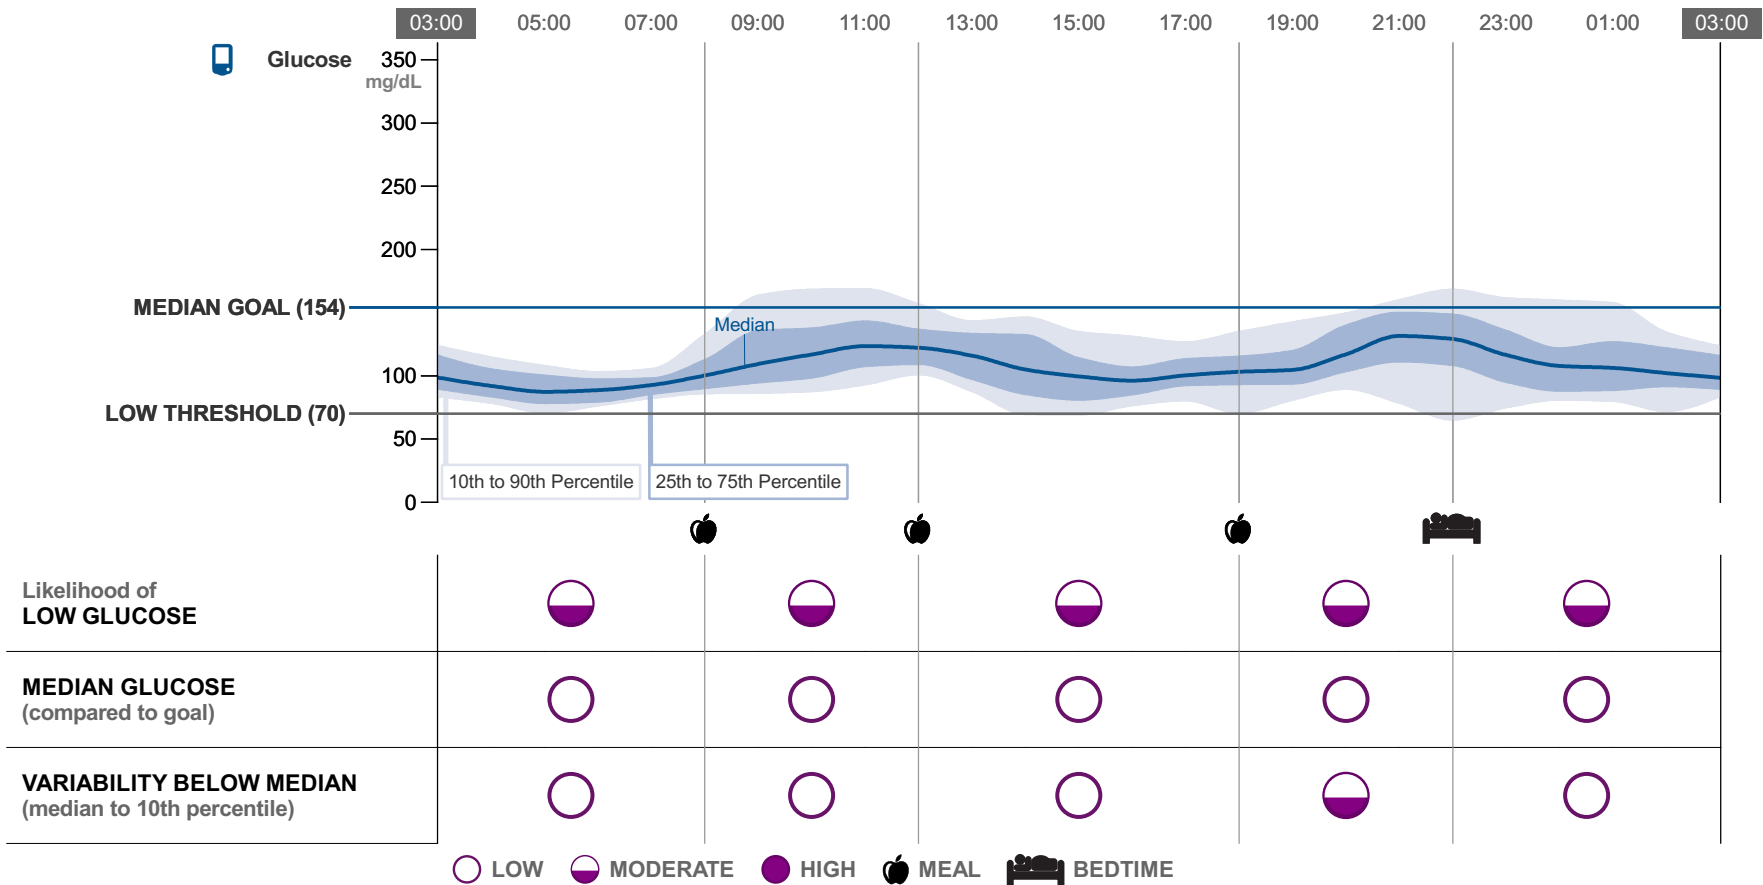 03:00 05:00 07:00 09:00 11:00 13:00 15:00 17:00 19:00 21:00 23:00 01:00 03:00
Glucose 350
mg/dL
300
250
200
MEDIAN GOAL (154)
Median
100
LOW THRESHOLD (70)
50
10th to 90th Percentile 25th to 75th Percentile
0
Likelihood of
LOW GLUCOSE
MEDIAN GLUCOSE
(compared to goal)
VARIABILITY BELOW MEDIAN
(median to 10th percentile)
LOW MODERATE HIGH MEAL BEDTIME